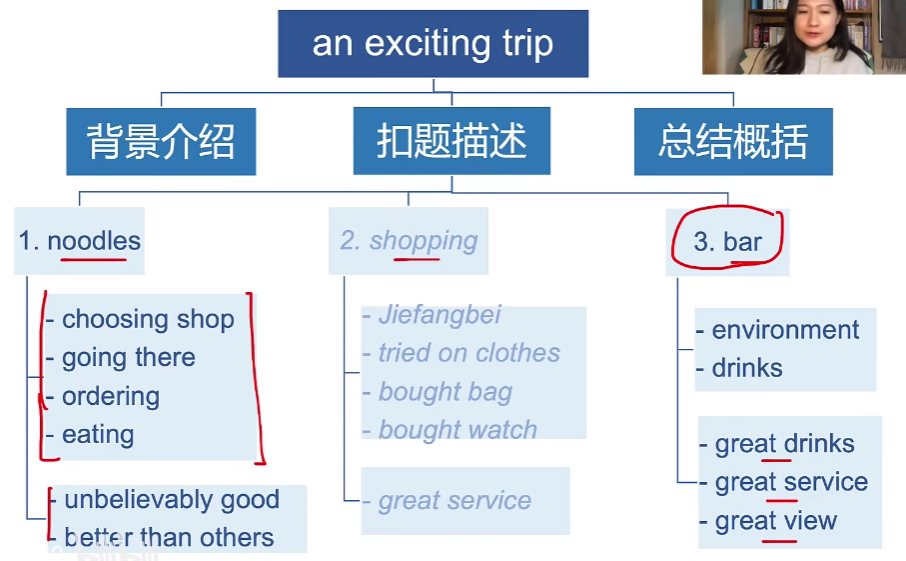 an exciting trip
背景介绍
扣题描述
总结概括
1. noodles
- choosing shop
- going there
- ordering
- eating
- unbelievably good
- better than others
2. shopping
- Jiefangbei
- tried on clothes
- bought bag
- bought watch
- great service
3. bar
- environment
- drinks
- great drinks
- great service
- great view